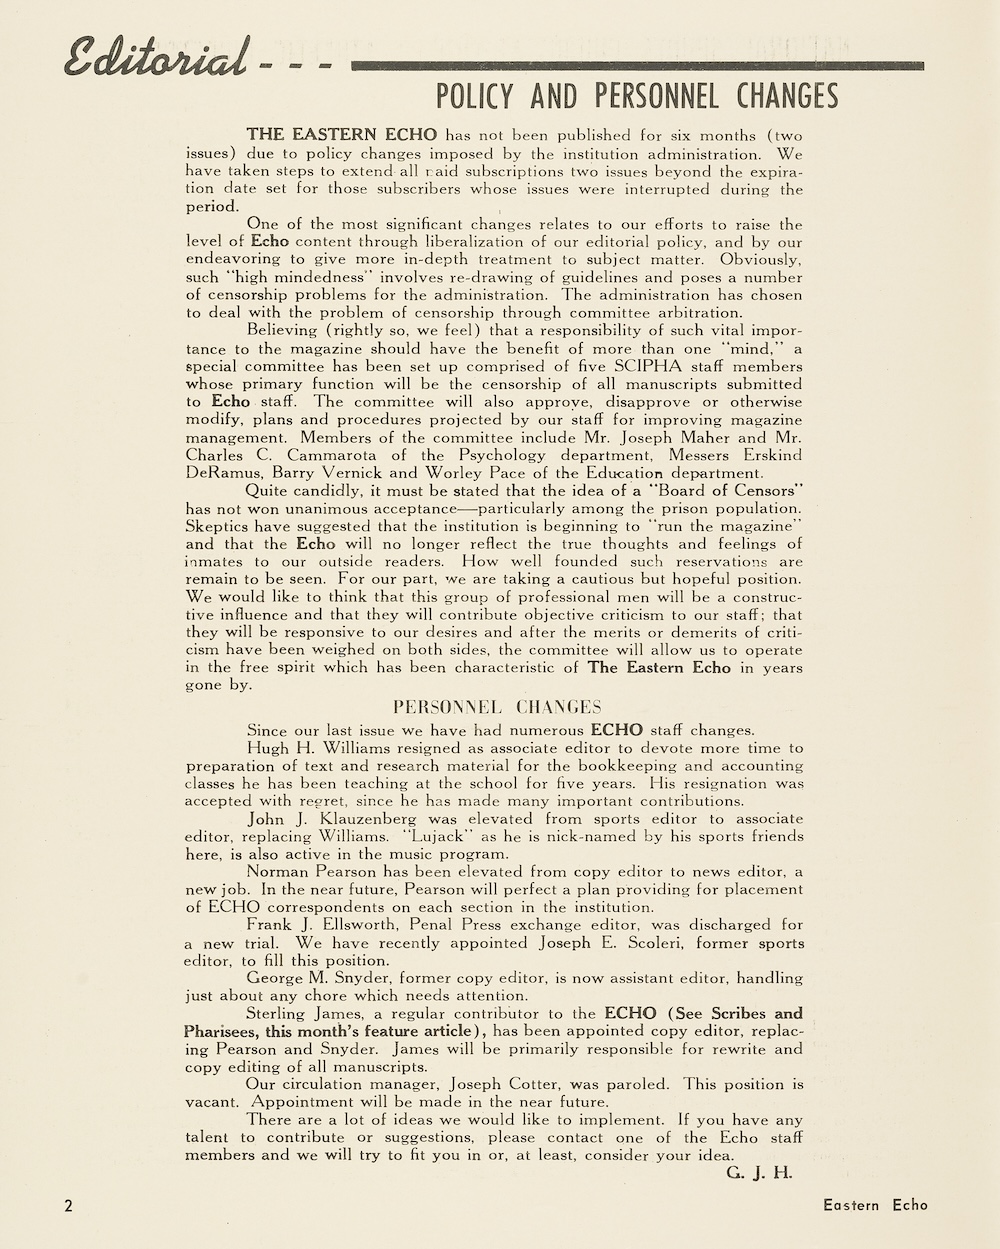 Editorial - - -
POLICY AND PERSONNEL CHANGES
THE EASTERN ECHO has not been published for six months (two
issues) due to policy changes imposed by the institution administration. We
have taken steps to extend all raid subscriptions two issues beyond the expira-
tion date set for those subscribers whose issues were interrupted during the
period.
One of the most significant changes relates to our efforts to raise the
level of Echo content through liberalization of our editorial policy, and by our
endeavoring to give more in-depth treatment to subject matter. Obviously,
such "high mindedness" involves re-drawing of guidelines and poses a number
of censorship problems for the administration. The administration has chosen
to deal with the problem of censorship through committee arbitration.
Believing (rightly so, we feel) that a responsibility of such vital impor-
tance to the magazine should have the benefit of more than one "mind," a
special committee has been set up comprised of five SCIPHA staff members
whose primary function will be the censorship of all manuscripts submitted
to Echo staff. The committee will also approve, disapprove or otherwise
modify, plans and procedures projected by our staff for improving magazine
management. Members of the committee include Mr. Joseph Maher and Mr.
Charles C. Cammarota of the Psychology department, Messers Erskind
DeRamus, Barry Vernick and Worley Pace of the Education department.
Quite candidly, it must be stated that the idea of a "Board of Censors"
has not won unanimous acceptance—particularly among the prison population.
Skeptics have suggested that the institution is beginning to "run the magazine"
and that the Echo will no longer reflect the true thoughts and feelings of
inmates to our outside readers. How well founded such reservations are
remain to be seen. For our part, we are taking a cautious but hopeful position.
We would like to think that this group of professional men will be a construc-
tive influence and that they will contribute objective criticism to our staff; that
they will be responsive to our desires and after the merits or demerits of criti-
cism have been weighed on both sides, the committee will allow us to operate
in the free spirit which has been characteristic of The Eastern Echo in years
gone by.
PERSONNEL CHANGES
Since our last issue we have had numerous ECHO staff changes.
Hugh H. Williams resigned as associate editor to devote more time to
preparation of text and research material for the bookkeeping and accounting
classes he has been teaching at the school for five years. His resignation was
accepted with regret, since he has made many important contributions.
John J. Klauzenberg was elevated from sports editor to associate
editor, replacing Williams. "Lujack" as he is nick-named by his sports friends
here, is also active in the music program.
Norman Pearson has been elevated from copy editor to news editor, a
new job. In the near future, Pearson will perfect a plan providing for placement
of ECHO correspondents on each section in the institution.
Frank J. Ellsworth, Penal Press exchange editor, was discharged for
a new trial. We have recently appointed Joseph E. Scoleri, former sports
editor, to fill this position.
George M. Snyder, former copy editor, is now assistant editor, handling
just about any chore which needs attention.
Sterling James, a regular contributor to the ECHO (See Scribes and
Pharisees, this month's feature article), has been appointed copy editor, replac-
ing Pearson and Snyder. James will be primarily responsible for rewrite and
copy editing of all manuscripts.
Our circulation manager, Joseph Cotter, was paroled. This position is
vacant. Appointment will be made in the near future.
There are a lot of ideas we would like to implement. If you have any
talent to contribute or suggestions, please contact one of the Echo staff
members and we will try to fit you in or, at least, consider your idea.
G. J. H.
2
Eastern Echo